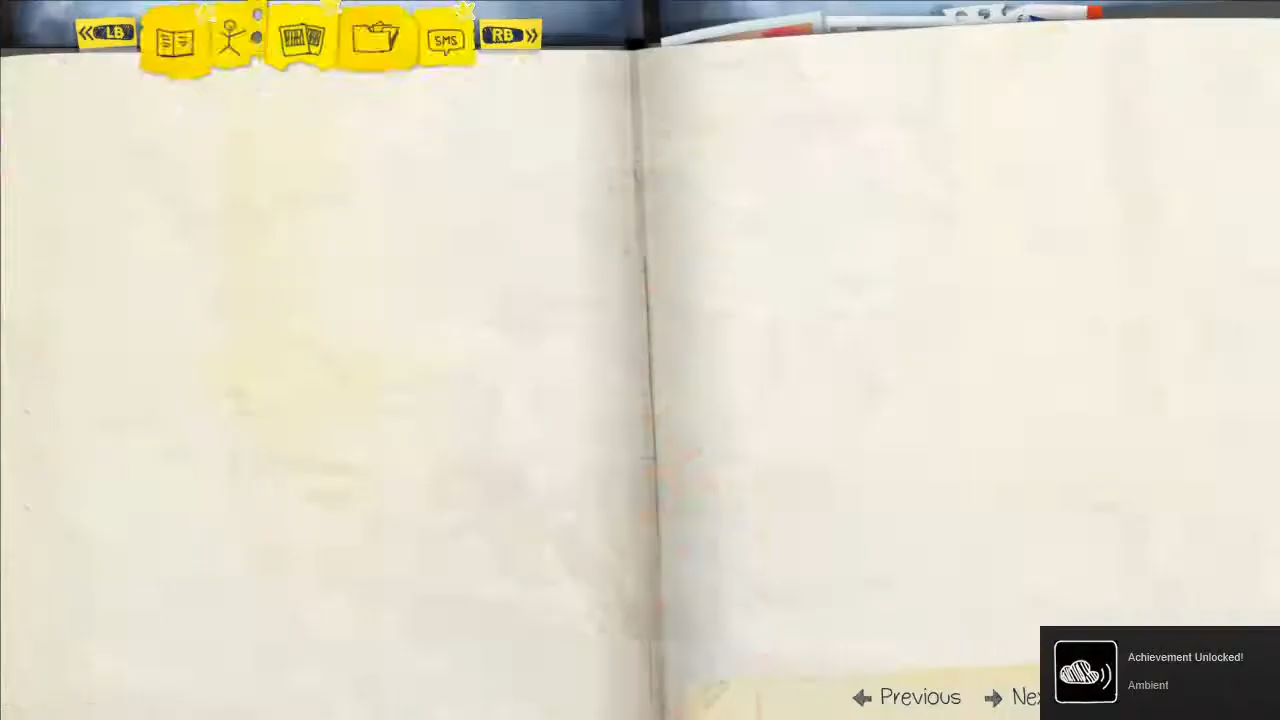 LB
SMS
RB
Achievement Unlocked!
Ambient
Previous